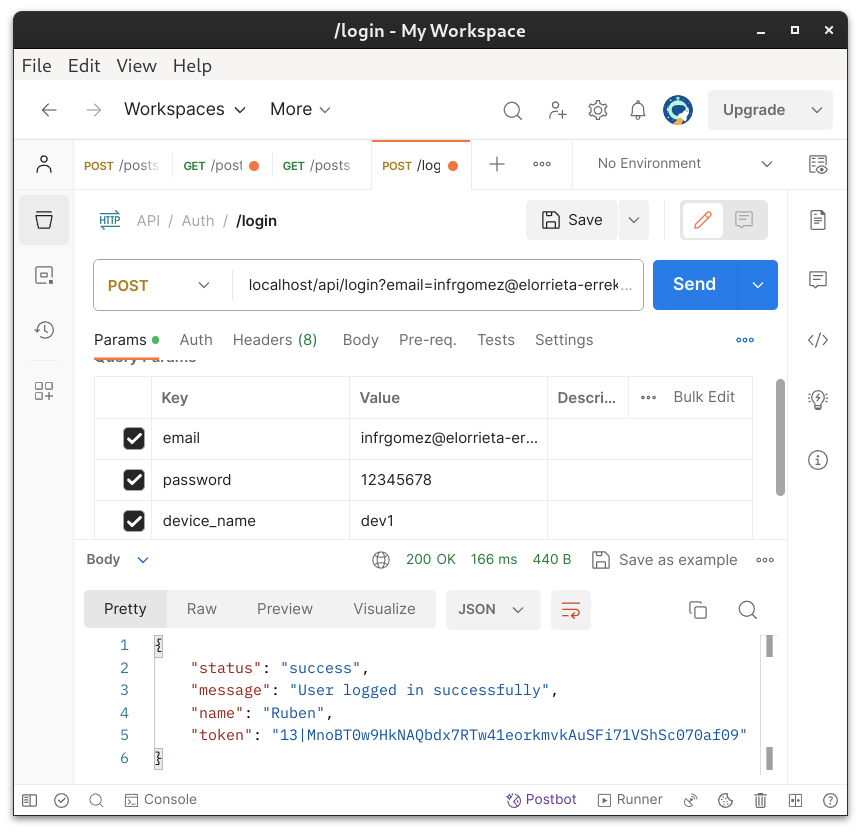 /login - My Workspace
File Edit View Help
Workspaces More Upgrade
POST /posts GET /post GET /posts POST /log No Environment
HTTP API / Auth / /login Save
POST localhost/api/login?email=infrgomez@elorrieta-errek... Send
Params Auth Headers (8) Body Pre-req. Tests Settings
Query Params
Key Value Descri... Bulk Edit
email infrgomez@elorrieta-er...
password 12345678
device_name dev1
Body 200 OK 166 ms 440 B Save as example
Pretty Raw Preview Visualize JSON
1 {
2 "status": "success",
3 "message": "User logged in successfully",
4 "name": "Ruben",
5 "token": "13|MnoBT0w9HkNAQbdx7RTw41eorkmvkAuSFi71VShSc070af09"
6 }
Console Postbot Runner